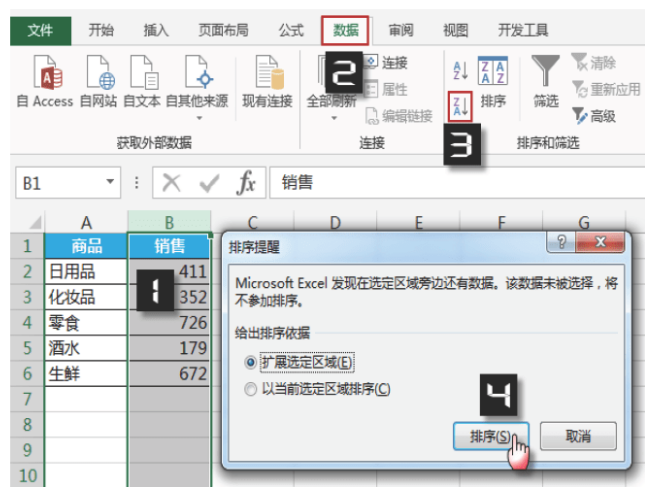 文件 开始 插入 页面布局 公式 数据 审阅 视图 开发工具
自 Access 自网站 自文本 自其他来源 现有连接 全部刷新 连接 属性 编辑链接 排序 筛选 清除 重新应用 高级
获取外部数据 连接 排序和筛选
2
3
B1 fx 销售
A B C D E F G
1 商品 销售
2 日用品 411
3 化妆品 352
4 零食 726
5 酒水 179
6 生鲜 672
7
8
9
10
1
排序提醒
Microsoft Excel 发现在选定区域旁边还有数据。该数据未被选择，将
不参加排序。
给出排序依据
扩展选定区域(E)
以当前选定区域排序(C)
4
排序(S) 取消